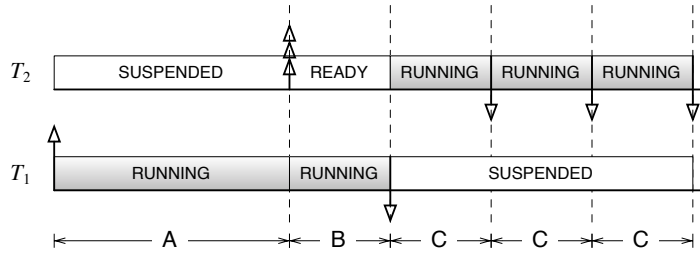 T2 SUSPENDED READY RUNNING RUNNING RUNNING
T1 RUNNING RUNNING SUSPENDED
A B C C C